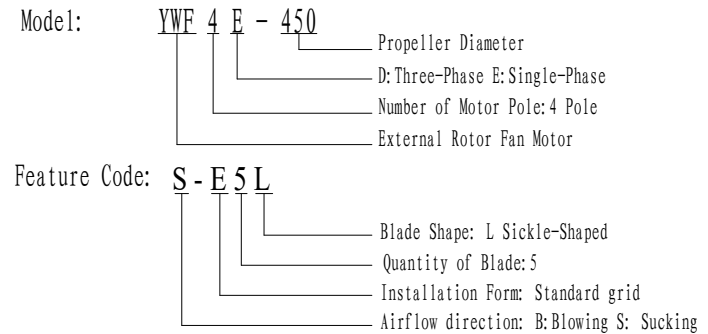 Model: YWF 4 E - 450
Propeller Diameter
D:Three-Phase E:Single-Phase
Number of Motor Pole:4 Pole
External Rotor Fan Motor
Feature Code: S - E 5 L
Blade Shape: L Sickle-Shaped
Quantity of Blade:5
Installation Form: Standard grid
Airflow direction: B:Blowing S: Sucking